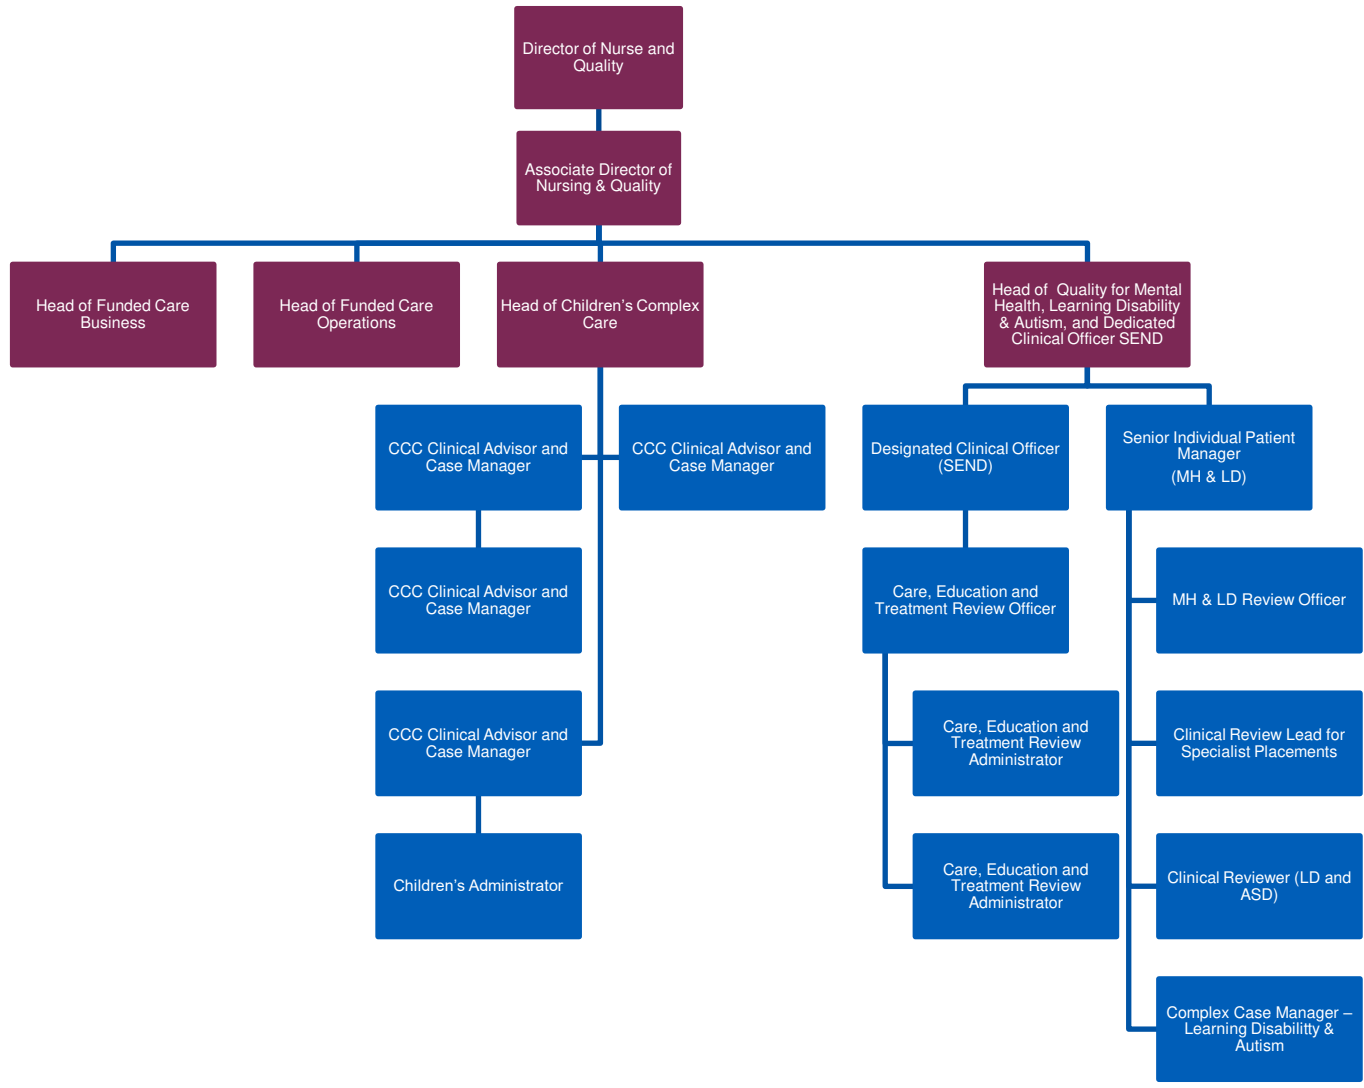 Director of Nurse and
Quality
Associate Director of
Nursing & Quality
Head of Funded Care
Business
Head of Funded Care
Operations
Head of Children’s Complex
Care
Head of  Quality for Mental
Health, Learning Disability
& Autism, and Dedicated
Clinical Officer SEND
CCC Clinical Advisor and
Case Manager
CCC Clinical Advisor and
Case Manager
Designated Clinical Officer
(SEND)
Senior Individual Patient
Manager
(MH & LD)
CCC Clinical Advisor and
Case Manager
Care, Education and
Treatment Review Officer
MH & LD Review Officer
CCC Clinical Advisor and
Case Manager
Care, Education and
Treatment Review
Administrator
Clinical Review Lead for
Specialist Placements
Children’s Administrator
Care, Education and
Treatment Review
Administrator
Clinical Reviewer (LD and
ASD)
Complex Case Manager –
Learning Disabilitty &
Autism